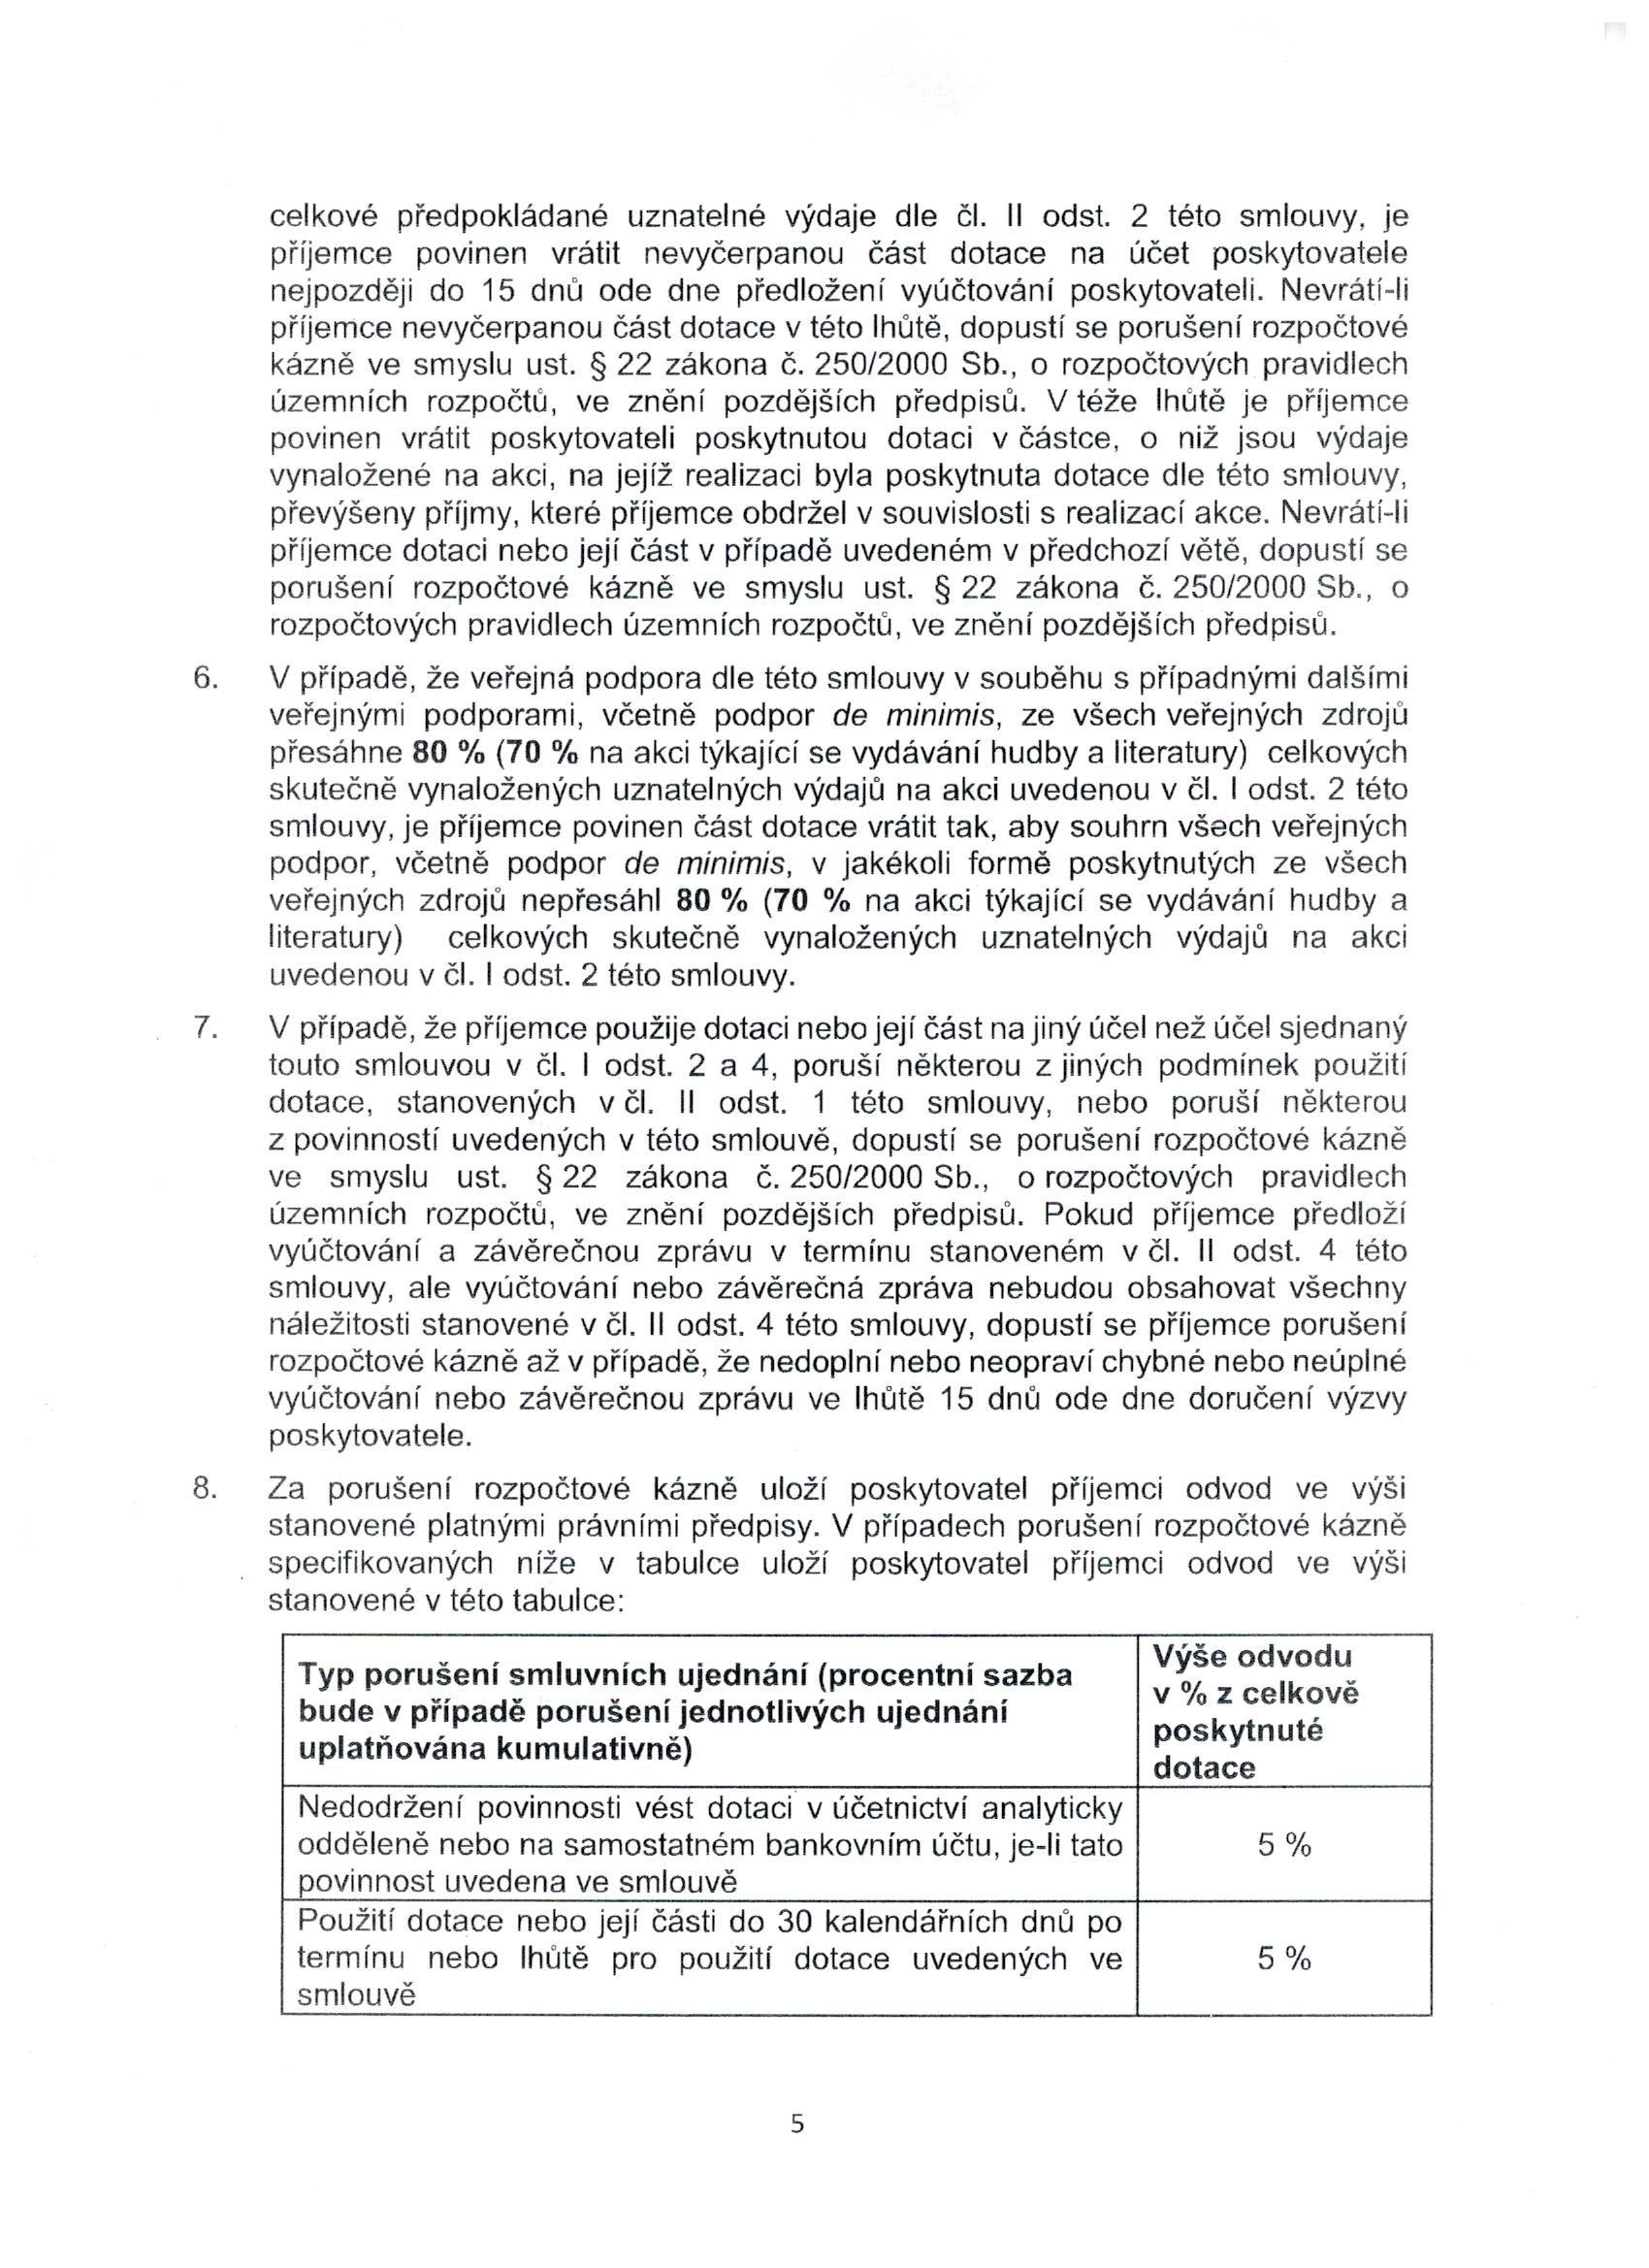 celkové předpokládané uznatelné výdaje dle čl. II odst. 2 této smlouvy, je
příjemce povinen vrátit nevyčerpanou část dotace na účet poskytovatele
nejpozději do 15 dnů ode dne předložení vyúčtování poskytovateli. Nevrátí-li
příjemce nevyčerpanou část dotace v této lhůtě, dopustí se porušení rozpočtové
kázně ve smyslu ust. § 22 zákona č. 250/2000 Sb., o rozpočtových pravidlech
územních rozpočtů, ve znění pozdějších předpisů. V téže lhůtě je příjemce
povinen vrátit poskytovateli poskytnutou dotaci v částce, o niž jsou výdaje
vynaložené na akci, na jejíž realizaci byla poskytnuta dotace dle této smlouvy,
převýšeny příjmy, které příjemce obdržel v souvislosti s realizací akce. Nevrátí-li
příjemce dotaci nebo její část v případě uvedeném v předchozí větě, dopustí se
porušení rozpočtové kázně ve smyslu ust. § 22 zákona č. 250/2000 Sb., o
rozpočtových pravidlech územních rozpočtů, ve znění pozdějších předpisů.
6. V případě, že veřejná podpora dle této smlouvy v souběhu s případnými dalšími
veřejnými podporami, včetně podpor de minimis, ze všech veřejných zdrojů
přesáhne 80 % (70 % na akci týkající se vydávání hudby a literatury) celkových
skutečně vynaložených uznatelných výdajů na akci uvedenou v čl. I odst. 2 této
smlouvy, je příjemce povinen část dotace vrátit tak, aby souhrn všech veřejných
podpor, včetně podpor de minimis, v jakékoli formě poskytnutých ze všech
veřejných zdrojů nepřesáhl 80 % (70 % na akci týkající se vydávání hudby a
literatury) celkových skutečně vynaložených uznatelných výdajů na akci
uvedenou v čl. I odst. 2 této smlouvy.
7. V případě, že příjemce použije dotaci nebo její část na jiný účel než účel sjednaný
touto smlouvou v čl. I odst. 2 a 4, poruší některou z jiných podmínek použití
dotace, stanovených v čl. II odst. 1 této smlouvy, nebo poruší některou
z povinností uvedených v této smlouvě, dopustí se porušení rozpočtové kázně
ve smyslu ust. § 22 zákona č. 250/2000 Sb., o rozpočtových pravidlech
územních rozpočtů, ve znění pozdějších předpisů. Pokud příjemce předloží
vyúčtování a závěrečnou zprávu v termínu stanoveném v čl. II odst. 4 této
smlouvy, ale vyúčtování nebo závěrečná zpráva nebudou obsahovat všechny
náležitosti stanovené v čl. II odst. 4 této smlouvy, dopustí se příjemce porušení
rozpočtové kázně až v případě, že nedoplní nebo neopraví chybné nebo neúplné
vyúčtování nebo závěrečnou zprávu ve lhůtě 15 dnů ode dne doručení výzvy
poskytovatele.
8. Za porušení rozpočtové kázně uloží poskytovatel příjemci odvod ve výši
stanovené platnými právními předpisy. V případech porušení rozpočtové kázně
specifikovaných níže v tabulce uloží poskytovatel příjemci odvod ve výši
stanovené v této tabulce:
Typ porušení smluvních ujednání (procentní sazba
bude v případě porušení jednotlivých ujednání
uplatňována kumulativně)
Výše odvodu
v % z celkově
poskytnuté
dotace
Nedodržení povinnosti vést dotaci v účetnictví analyticky
odděleně nebo na samostatném bankovním účtu, je-li tato
povinnost uvedena ve smlouvě
5 %
Použití dotace nebo její části do 30 kalendářních dnů po
termínu nebo lhůtě pro použití dotace uvedených ve
smlouvě
5 %
5